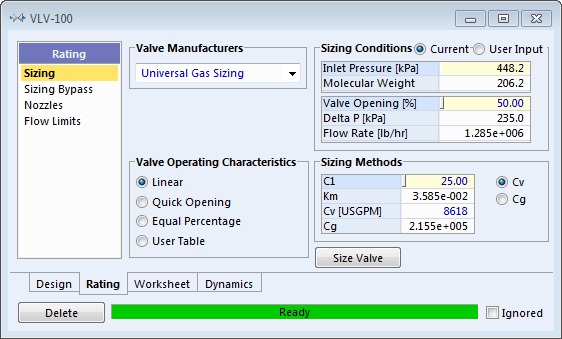 VLV-100
Rating
Sizing
Sizing Bypass
Nozzles
Flow Limits
Valve Manufacturers
Universal Gas Sizing
Sizing Conditions Current User Input
Inlet Pressure [kPa] 448.2
Molecular Weight 206.2
Valve Opening [%] 50.00
Delta P [kPa] 235.0
Flow Rate [lb/hr] 1.285e+006
Valve Operating Characteristics
Linear
Quick Opening
Equal Percentage
User Table
Sizing Methods
C1 25.00
Km 3.585e-002
Cv [USGPM] 8618
Cg 2.155e+005
Cv
Cg
Size Valve
Design Rating Worksheet Dynamics
Delete Ready Ignored